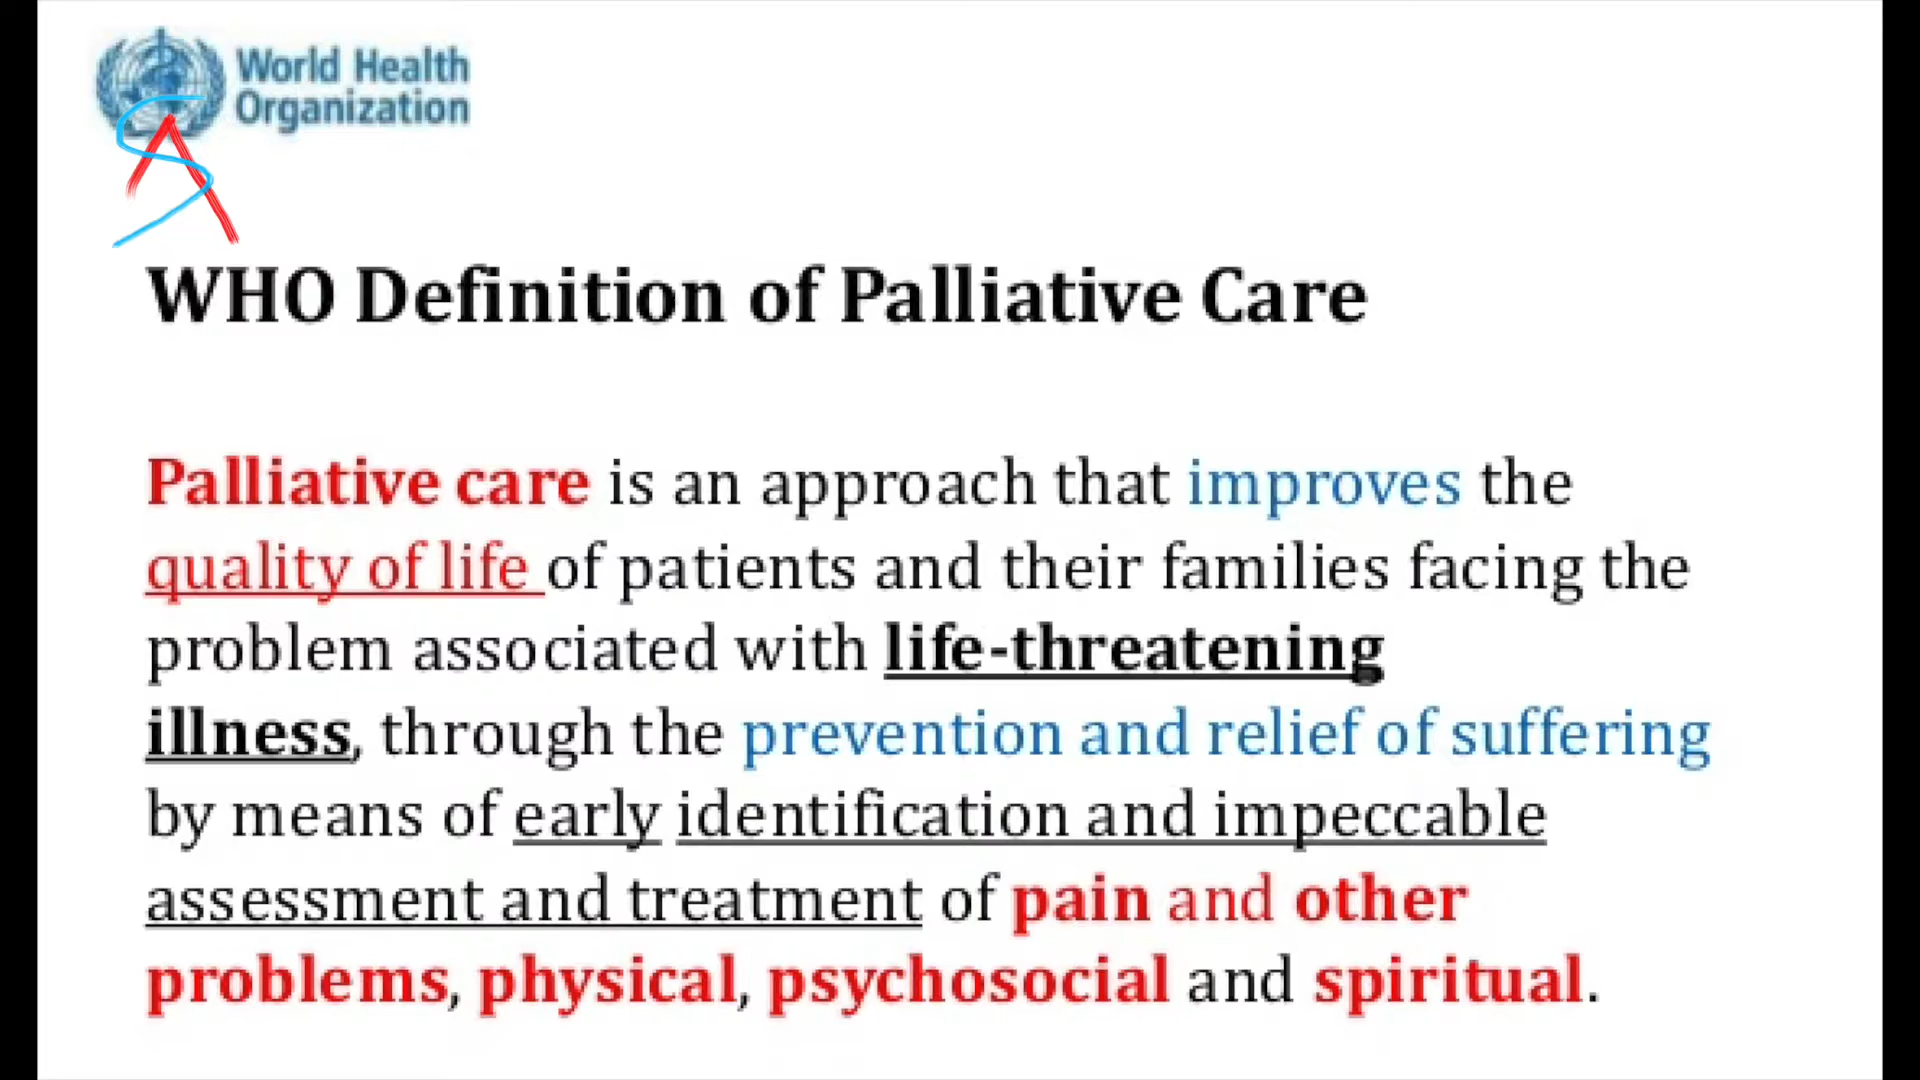 World Health
Organization
SA
WHO Definition of Palliative Care
Palliative care is an approach that improves the
quality of life of patients and their families facing the
problem associated with life-threatening
illness, through the prevention and relief of suffering
by means of early identification and impeccable
assessment and treatment of pain and other
problems, physical, psychosocial and spiritual.